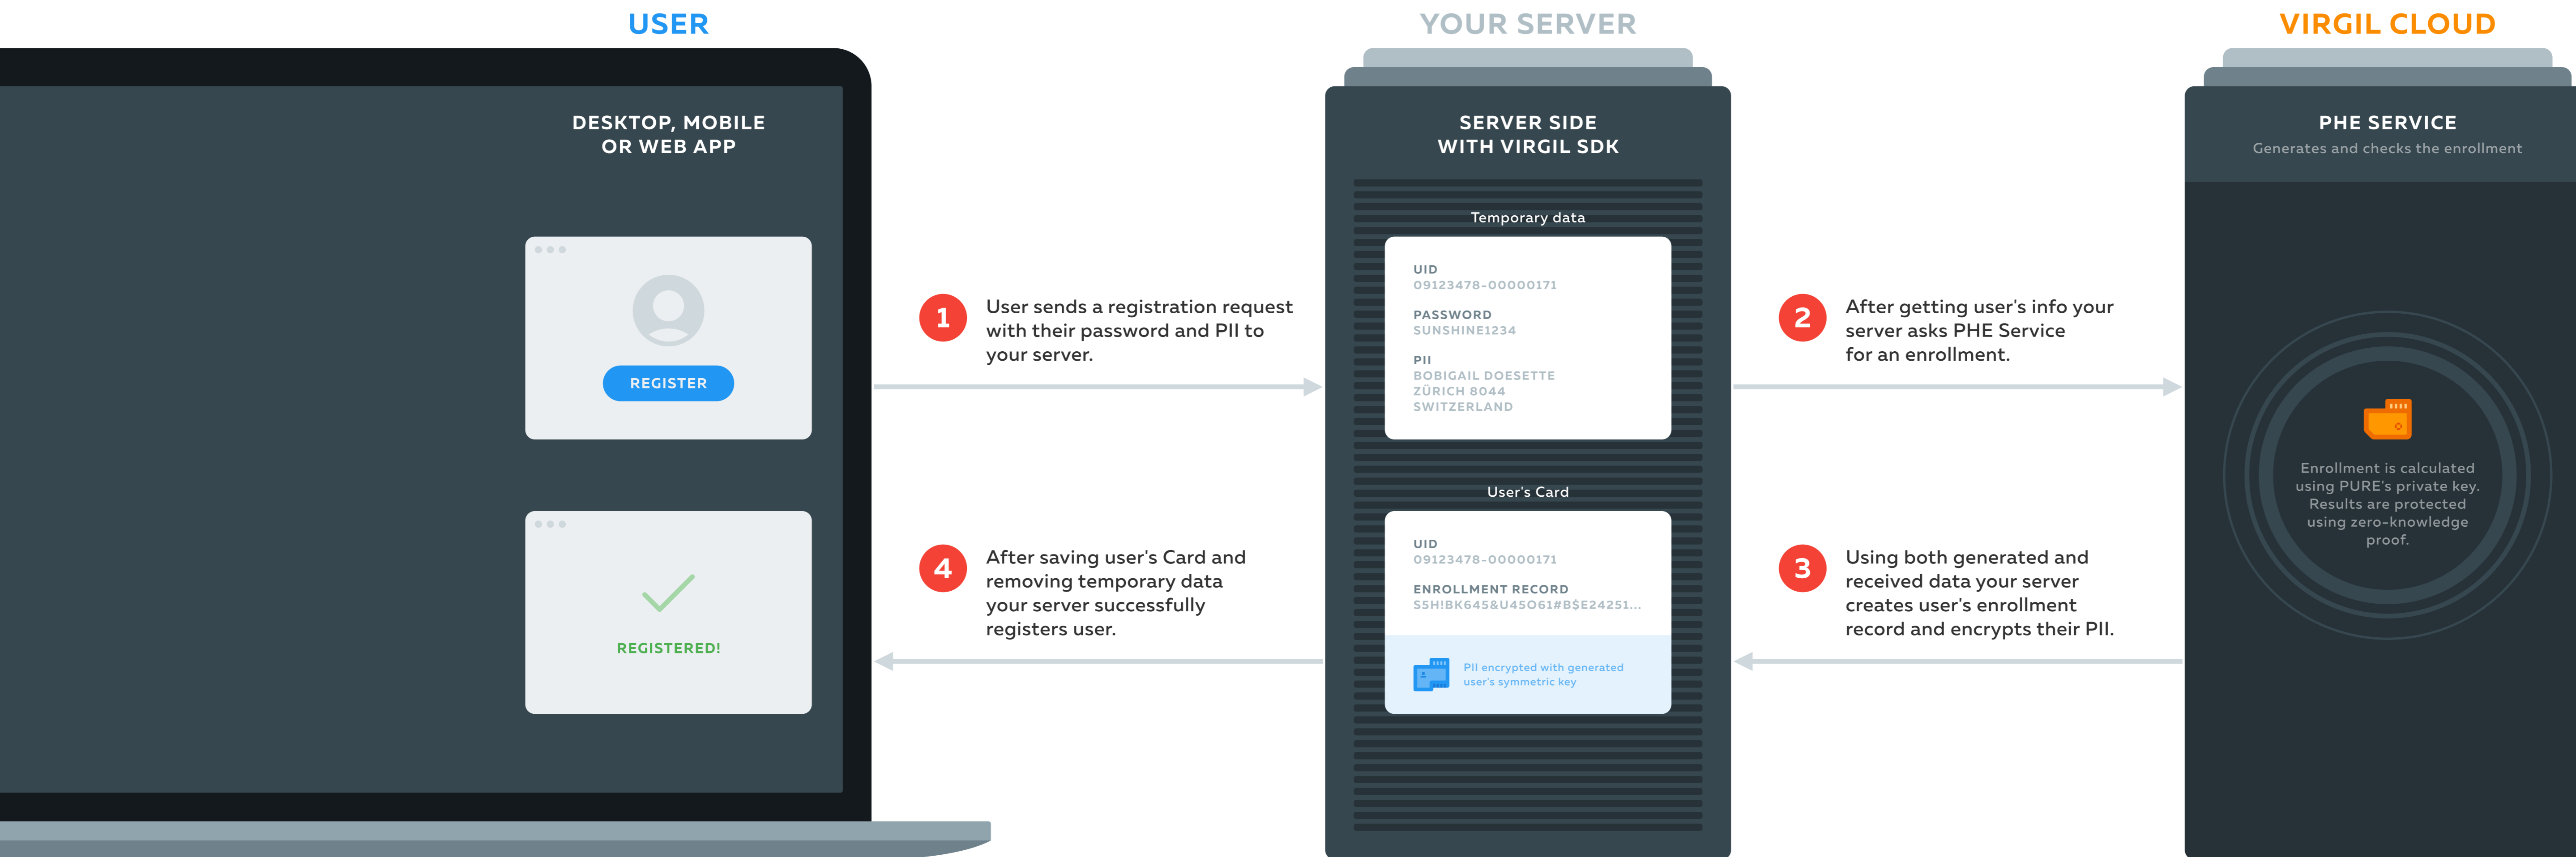 USER
YOUR SERVER
VIRGIL CLOUD
DESKTOP, MOBILE
OR WEB APP
SERVER SIDE
WITH VIRGIL SDK
PHE SERVICE
Generates and checks the enrollment
REGISTER
1
User sends a registration request
with their password and PII to
your server.
Temporary data
UID
09123478-00000171
PASSWORD
SUNSHINE1234
PII
BOBIGAIL DOESETTE
ZÜRICH 8044
SWITZERLAND
2
After getting user's info your
server asks PHE Service
for an enrollment.
Enrollment is calculated
using PURE's private key.
Results are protected
using zero-knowledge
proof.
REGISTERED!
4
After saving user's Card and
removing temporary data
your server successfully
registers user.
User's Card
UID
09123478-00000171
ENROLLMENT RECORD
S5H!BK645&U45O61#B$E24251...
PII encrypted with generated
user's symmetric key
3
Using both generated and
received data your server
creates user's enrollment
record and encrypts their PII.